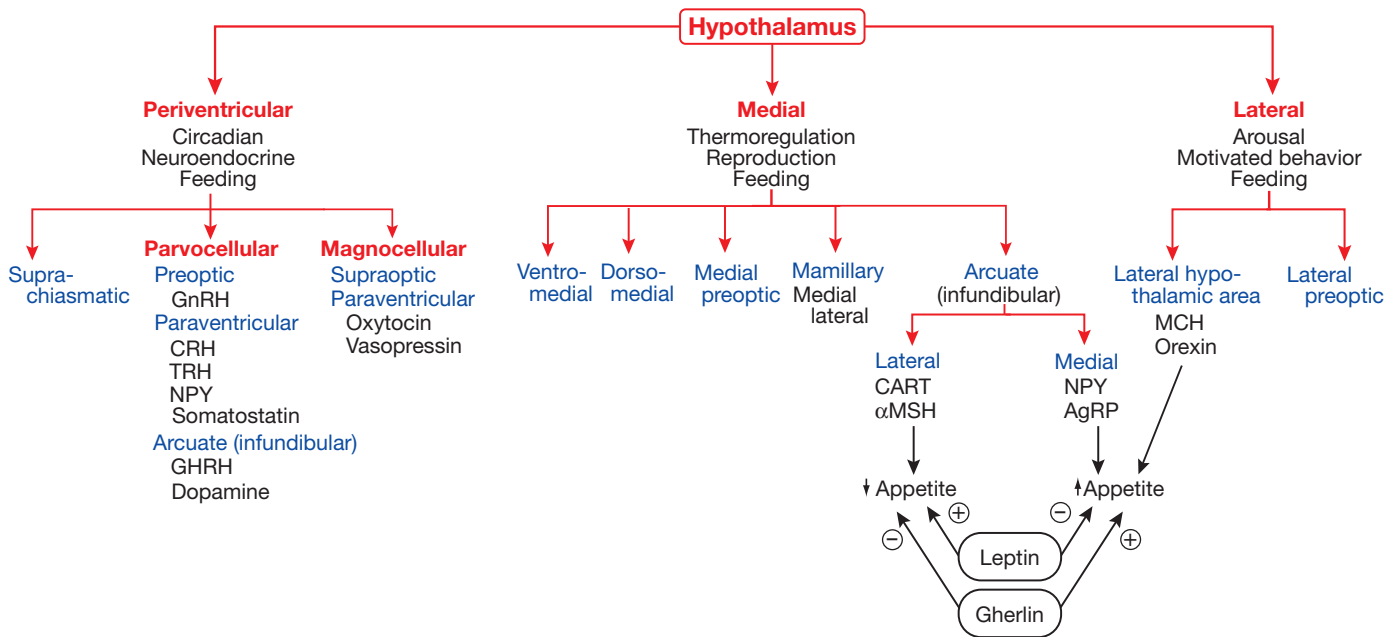 Hypothalamus
Periventricular
Circadian
Neuroendocrine
Feeding
Supra-
chiasmatic
Parvocellular
Preoptic
GnRH
Paraventricular
CRH
TRH
NPY
Somatostatin
Arcuate (infundibular)
GHRH
Dopamine
Magnocellular
Supraoptic
Paraventricular
Oxytocin
Vasopressin
Medial
Thermoregulation
Reproduction
Feeding
Ventro-
medial
Dorso-
medial
Medial
preoptic
Mamillary
Medial
lateral
Arcuate
(infundibular)
Lateral
CART
αMSH
Medial
NPY
AgRP
Lateral
Arousal
Motivated behavior
Feeding
Lateral hypo-
thalamic area
MCH
Orexin
Lateral
preoptic
↓ Appetite
↑ Appetite
+
−
−
+
Leptin
Gherlin